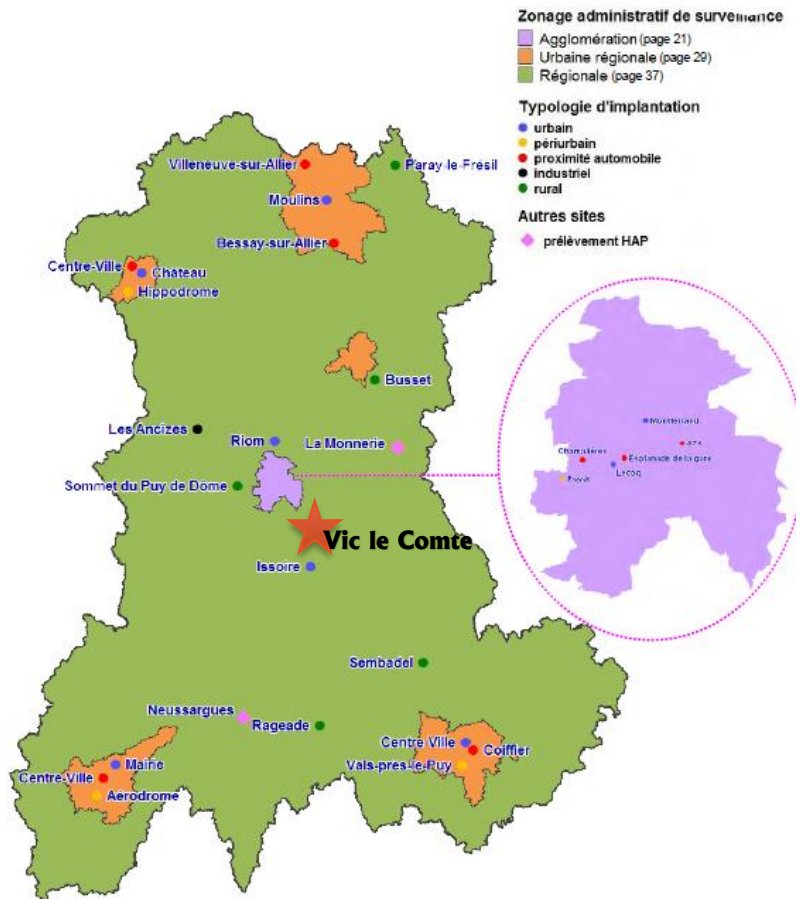 Zonage administratif de surveillance
Agglomération (page 21)
Urbaine régionale (page 29)
Régionale (page 37)
Typologie d'implantation
urbain
périurbain
proximité automobile
industriel
rural
Autres sites
prélèvement HAP
Villeneuve-sur-Allier
Paray-le-Frésil
Moulins
Bessay-sur-Allier
Centre-Ville
Château
Hippodrome
Busset
Les Ancizes
Riom
La Monnerie
Sommet du Puy de Dôme
Vic le Comte
Issoire
Montferrand
Chamalières
Esplanade de la gare
Lecoq
Sembadel
Neussargues
Rageade
Centre Ville
Coiffier
Vals-près-le-Puy
Mairie
Centre-Ville
Aérodrome